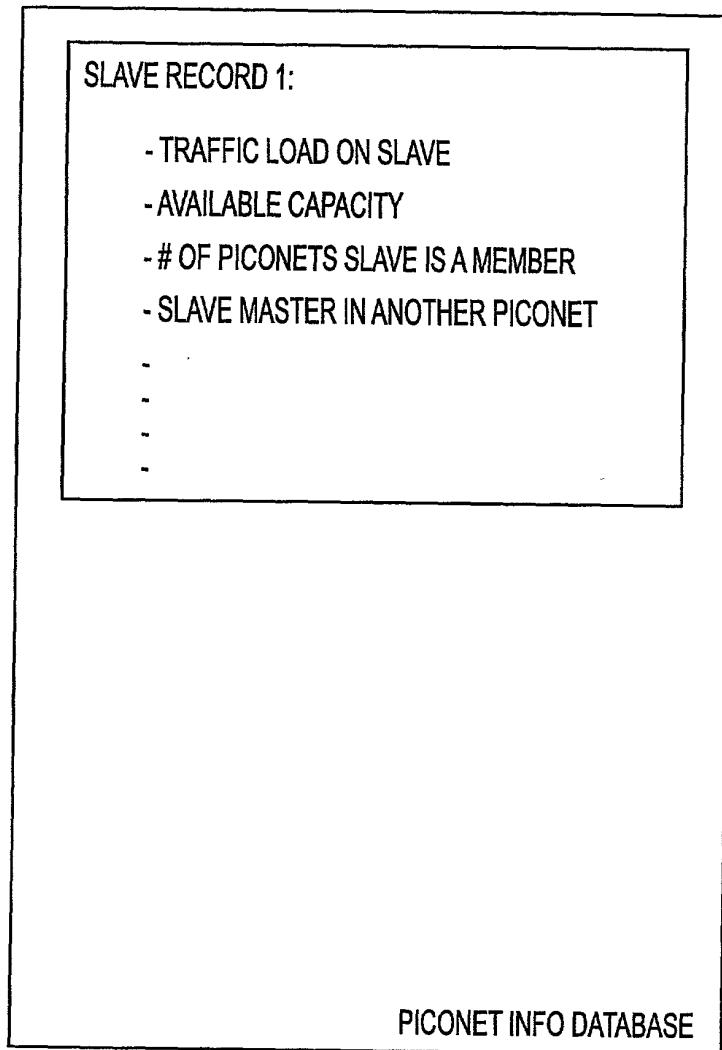 SLAVE RECORD 1:
- TRAFFIC LOAD ON SLAVE
- AVAILABLE CAPACITY
- # OF PICONETS SLAVE IS A MEMBER
- SLAVE MASTER IN ANOTHER PICONET
-
-
-
-
PICONET INFO DATABASE